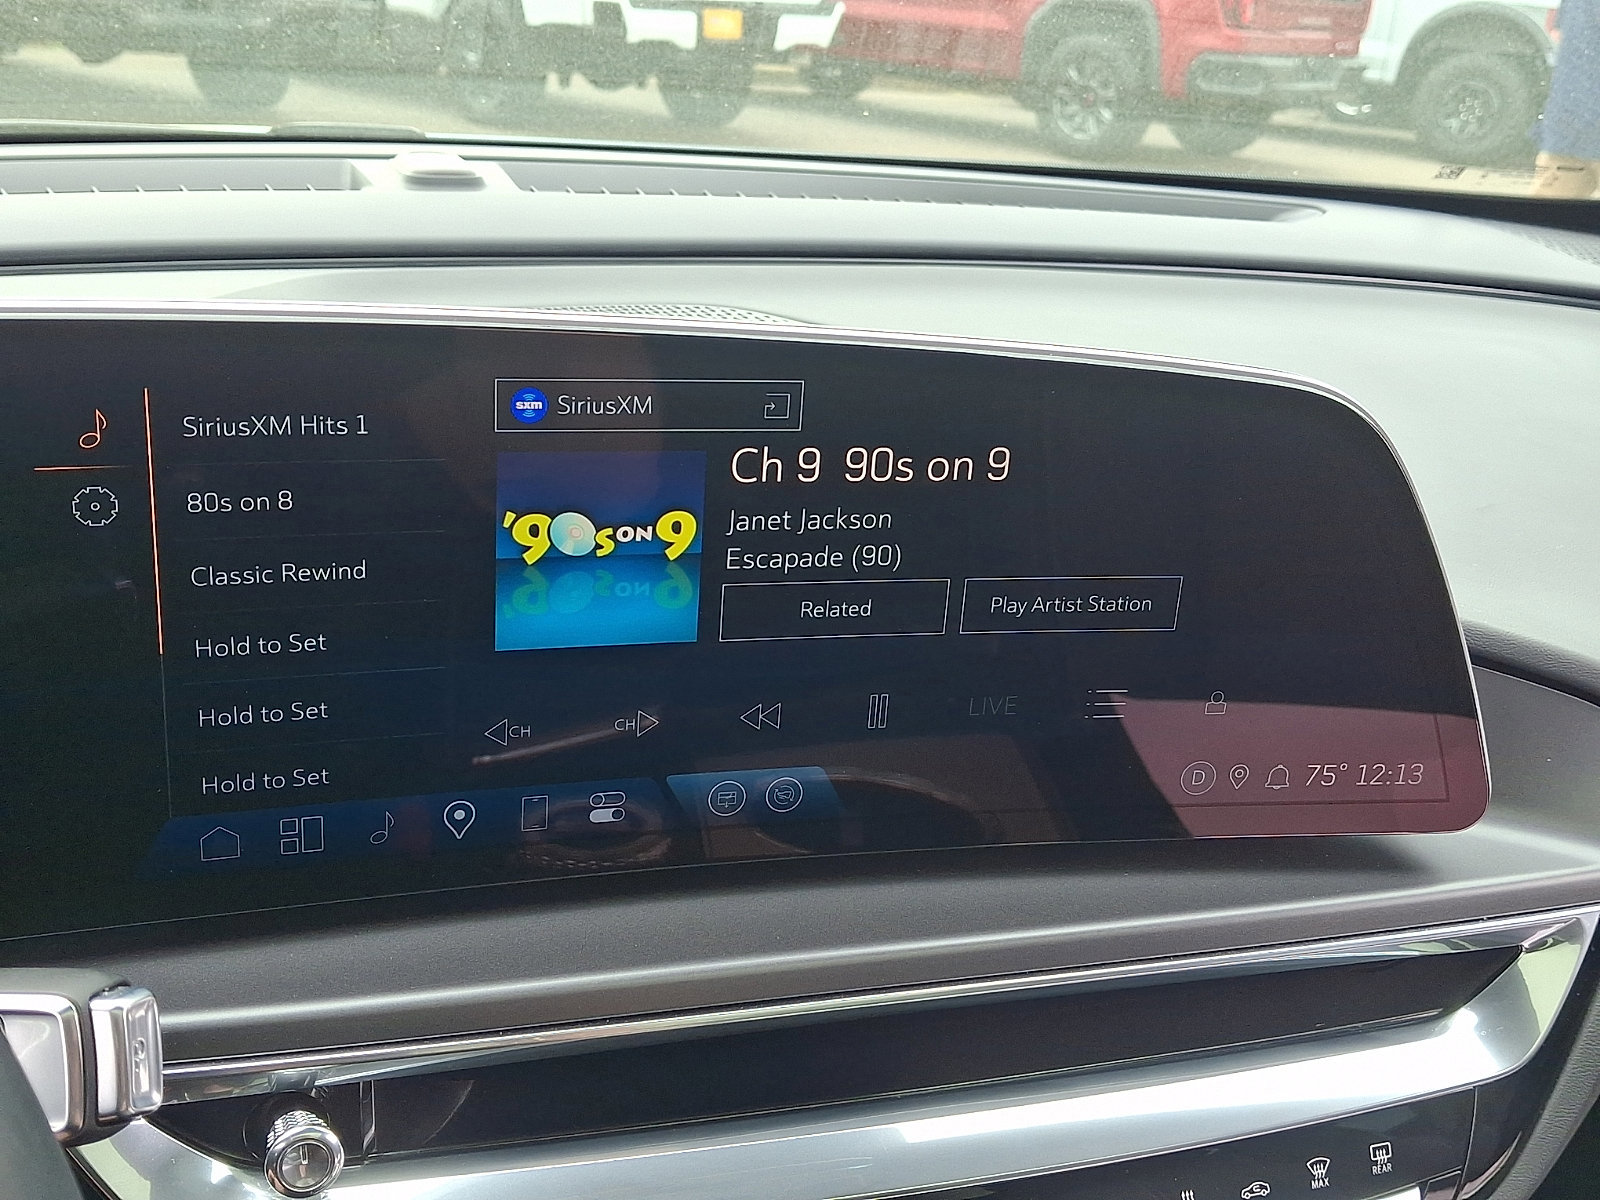 SiriusXM Hits 1
80s on 8
Classic Rewind
Hold to Set
Hold to Set
Hold to Set
sxm SiriusXM
'90s ON 9
Ch 9 90s on 9
Janet Jackson
Escapade (90)
Related
Play Artist Station
CH
CH
LIVE
D 75° 12:13
MAX
REAR